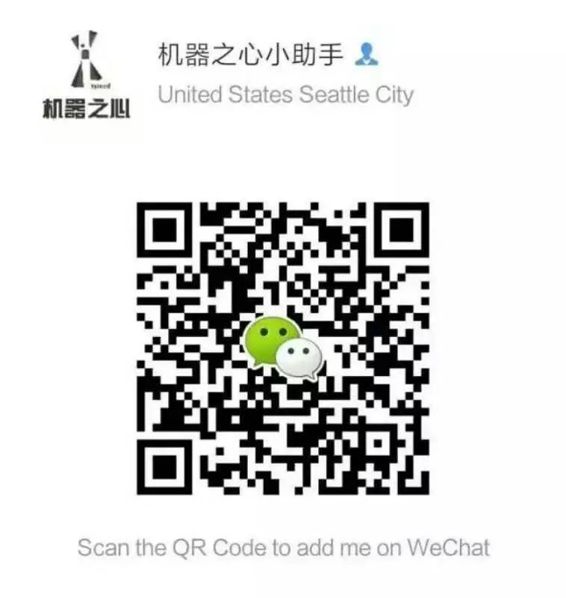 机器之心小助手
United States Seattle City
机器之心
Scan the QR Code to add me on WeChat